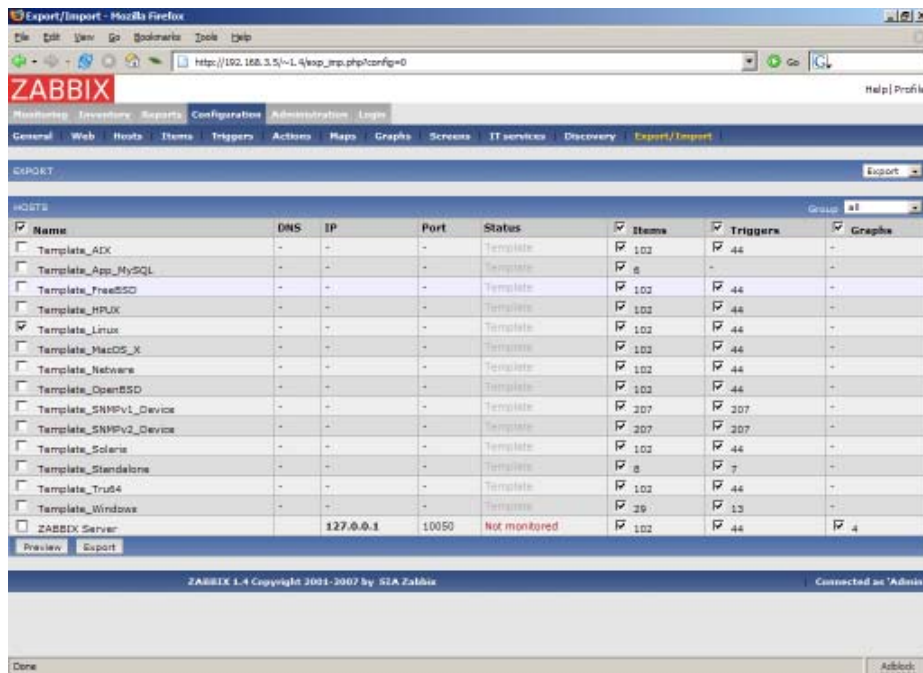 Export/Import - Mozilla Firefox
File Edit View Go Bookmarks Tools Help
http://192.168.3.5/~1.4/exp_imp.php?config=0 Go
ZABBIX Help | Profile
Monitoring Inventory Reports Configuration Administration Login
General Web Hosts Items Triggers Actions Maps Graphs Screens IT services Discovery Export/Import
EXPORT Export
HOSTS Group all
Name DNS IP Port Status Items Triggers Graphs
Template_AIX - - - Template 102 44 -
Template_App_MySQL - - - Template 6 - -
Template_FreeBSD - - - Template 102 44 -
Template_HPUX - - - Template 102 44 -
Template_Linux - - - Template 102 44 -
Template_MacOS_X - - - Template 102 44 -
Template_Netware - - - Template 102 44 -
Template_OpenBSD - - - Template 102 44 -
Template_SNMPv1_Device - - - Template 207 207 -
Template_SNMPv2_Device - - - Template 207 207 -
Template_Solaris - - - Template 102 44 -
Template_Standalone - - - Template 8 7 -
Template_Tru64 - - - Template 102 44 -
Template_Windows - - - Template 29 13 -
ZABBIX Server 127.0.0.1 10050 Not monitored 102 44 4
Preview Export
ZABBIX 1.4 Copyright 2001-2007 by SIA Zabbix Connected as 'Admin
Done Adblock